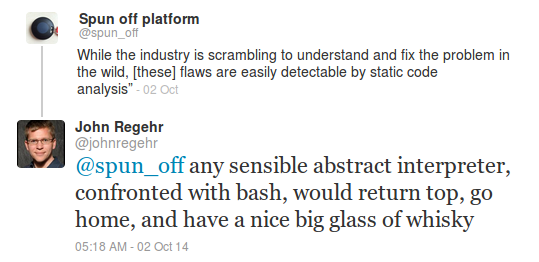 Spun off platform
@spun_off
While the industry is scrambling to understand and fix the problem in
the wild, [these] flaws are easily detectable by static code
analysis” - 02 Oct
John Regehr
@johnregehr
@spun_off any sensible abstract interpreter,
confronted with bash, would return top, go
home, and have a nice big glass of whisky
05:18 AM - 02 Oct 14